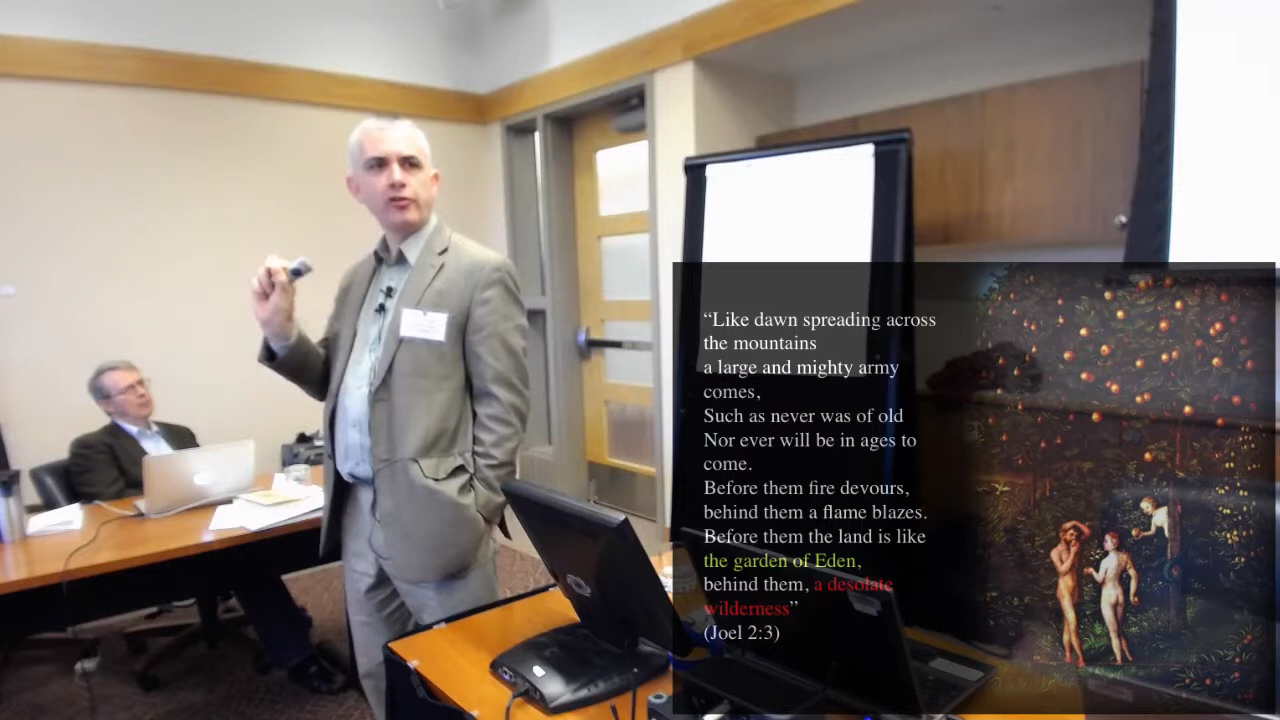 “Like dawn spreading across
the mountains
a large and mighty army
comes,
Such as never was of old
Nor ever will be in ages to
come.
Before them fire devours,
behind them a flame blazes.
Before them the land is like
the garden of Eden,
behind them, a desolate
wilderness”
(Joel 2:3)